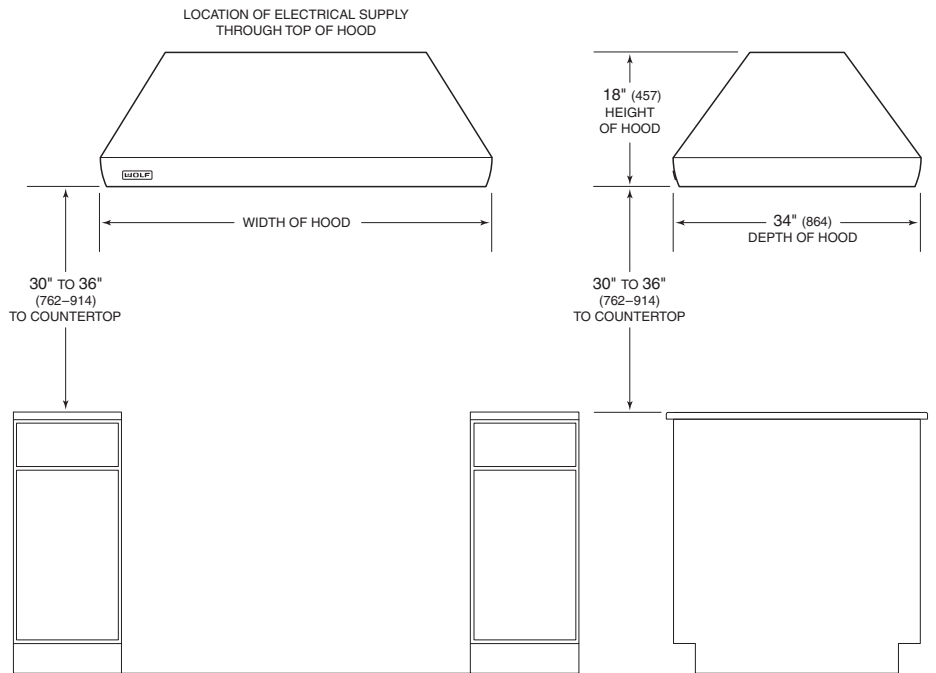 LOCATION OF ELECTRICAL SUPPLY
THROUGH TOP OF HOOD
18" (457)
HEIGHT
OF HOOD
WOLF
WIDTH OF HOOD
34" (864)
DEPTH OF HOOD
30" TO 36"
(762–914)
TO COUNTERTOP
30" TO 36"
(762–914)
TO COUNTERTOP